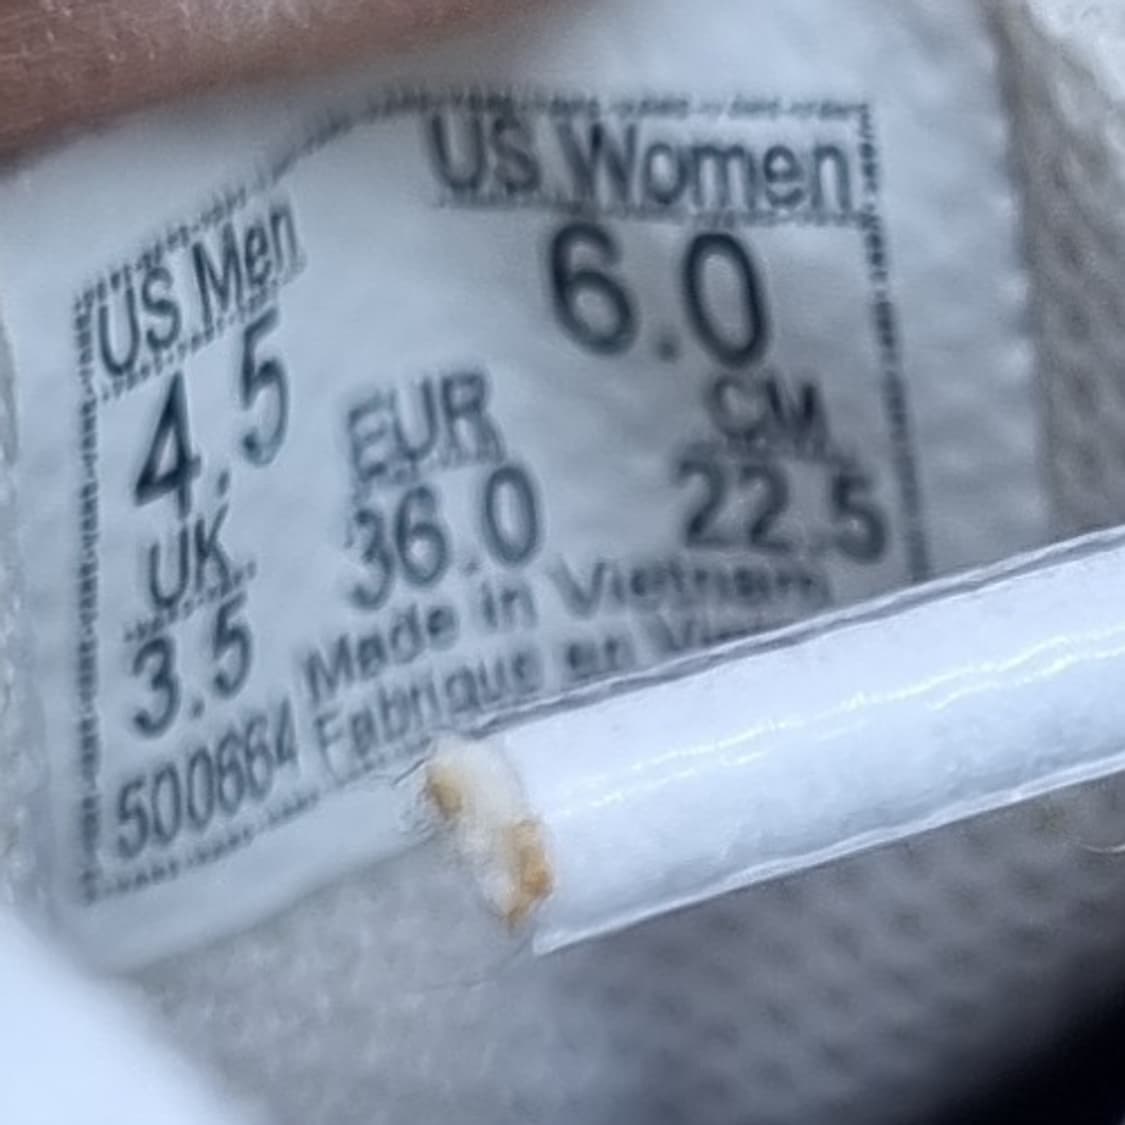 US Men
4.5
US Women
6.0
UK
3.5
EUR
36.0
CM
22.5
Made in Vietnam
Fabrique en
500664